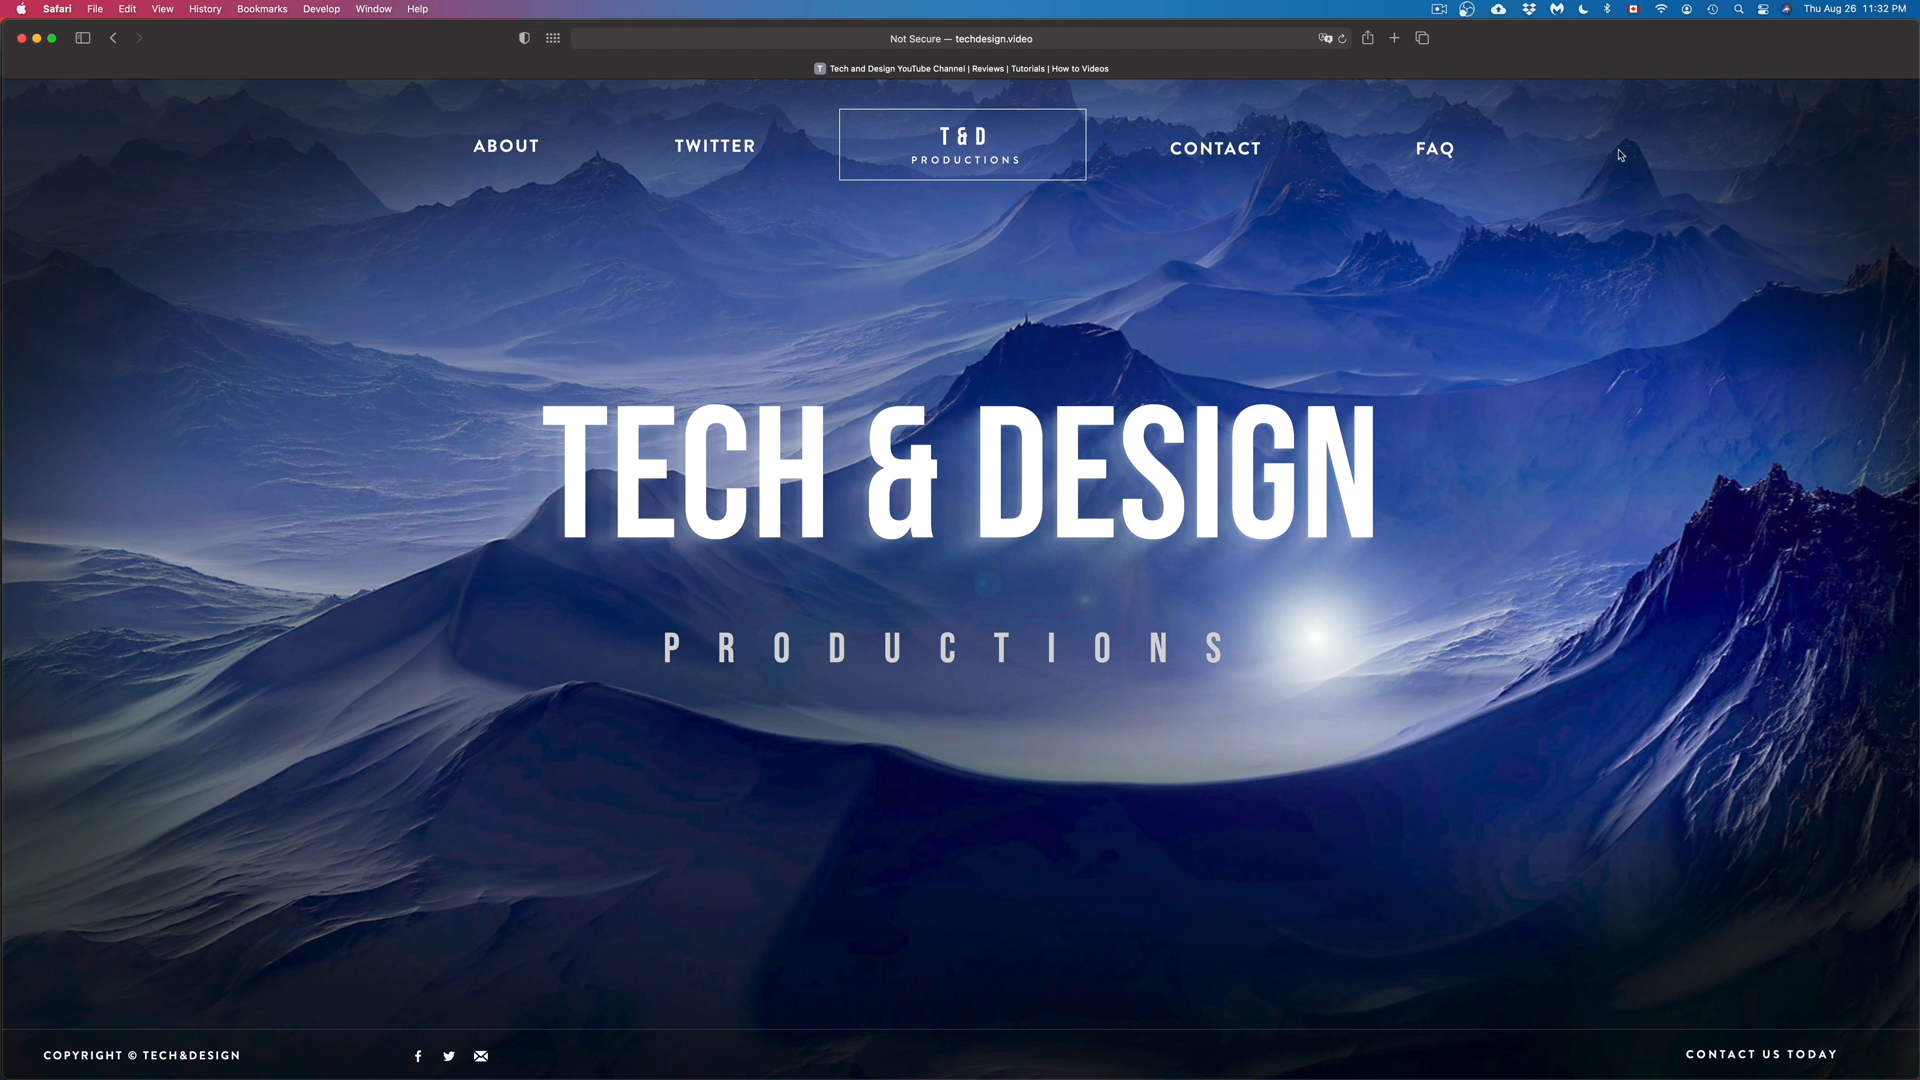 Safari File Edit View History Bookmarks Develop Window Help Thu Aug 26 11:32 PM
Not Secure — techdesign.video
T Tech and Design YouTube Channel | Reviews | Tutorials | How to Videos
ABOUT TWITTER CONTACT FAQ
T & D
PRODUCTIONS
TECH & DESIGN
PRODUCTIONS
COPYRIGHT © TECH&DESIGN
CONTACT US TODAY